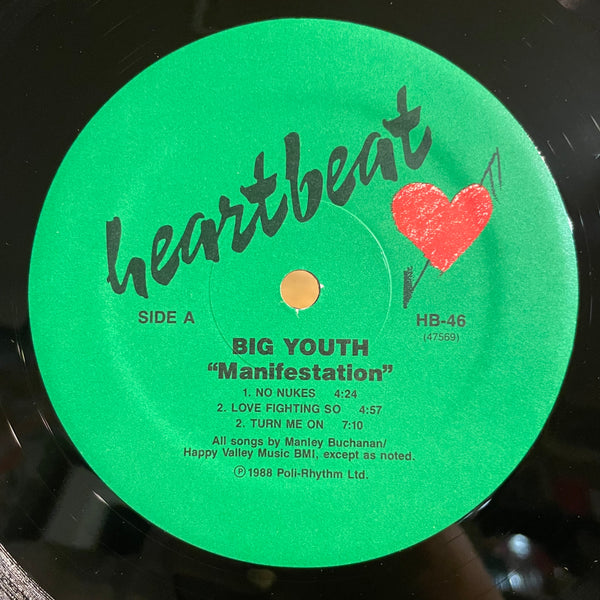 heartbeat
SIDE A
HB-46
(47569)
BIG YOUTH
“Manifestation”
1. NO NUKES 4:24
2. LOVE FIGHTING SO 4:57
2. TURN ME ON 7:10
All songs by Manley Buchanan/
Happy Valley Music BMI, except as noted.
℗1988 Poli-Rhythm Ltd.